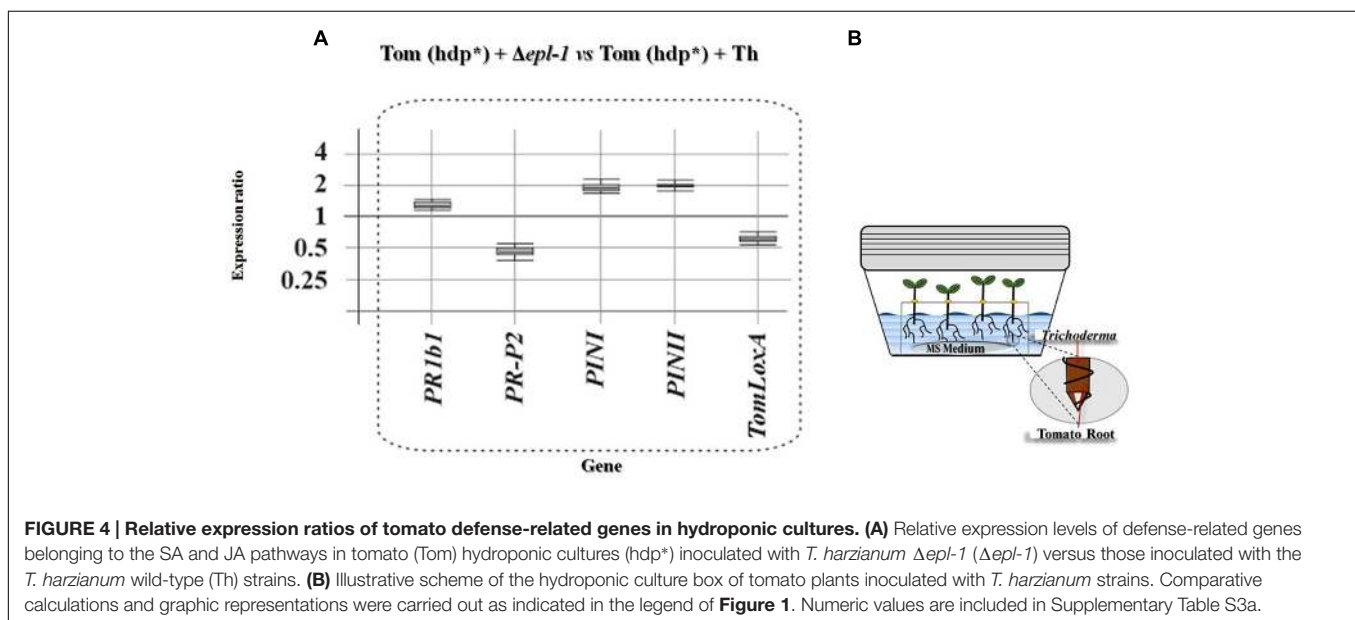 A
B
Tom (hdp*) + Δepl-1 vs Tom (hdp*) + Th
Expression ratio
4
2
1
0.5
0.25
PR1b1
PR-P2
PINI
PINII
TomLoxA
Gene
MS Medium
Trichoderma
Tomato Root
FIGURE 4 | Relative expression ratios of tomato defense-related genes in hydroponic cultures. (A) Relative expression levels of defense-related genes
belonging to the SA and JA pathways in tomato (Tom) hydroponic cultures (hdp*) inoculated with T. harzianum Δepl-1 (Δepl-1) versus those inoculated with the
T. harzianum wild-type (Th) strains. (B) Illustrative scheme of the hydroponic culture box of tomato plants inoculated with T. harzianum strains. Comparative
calculations and graphic representations were carried out as indicated in the legend of Figure 1. Numeric values are included in Supplementary Table S3a.